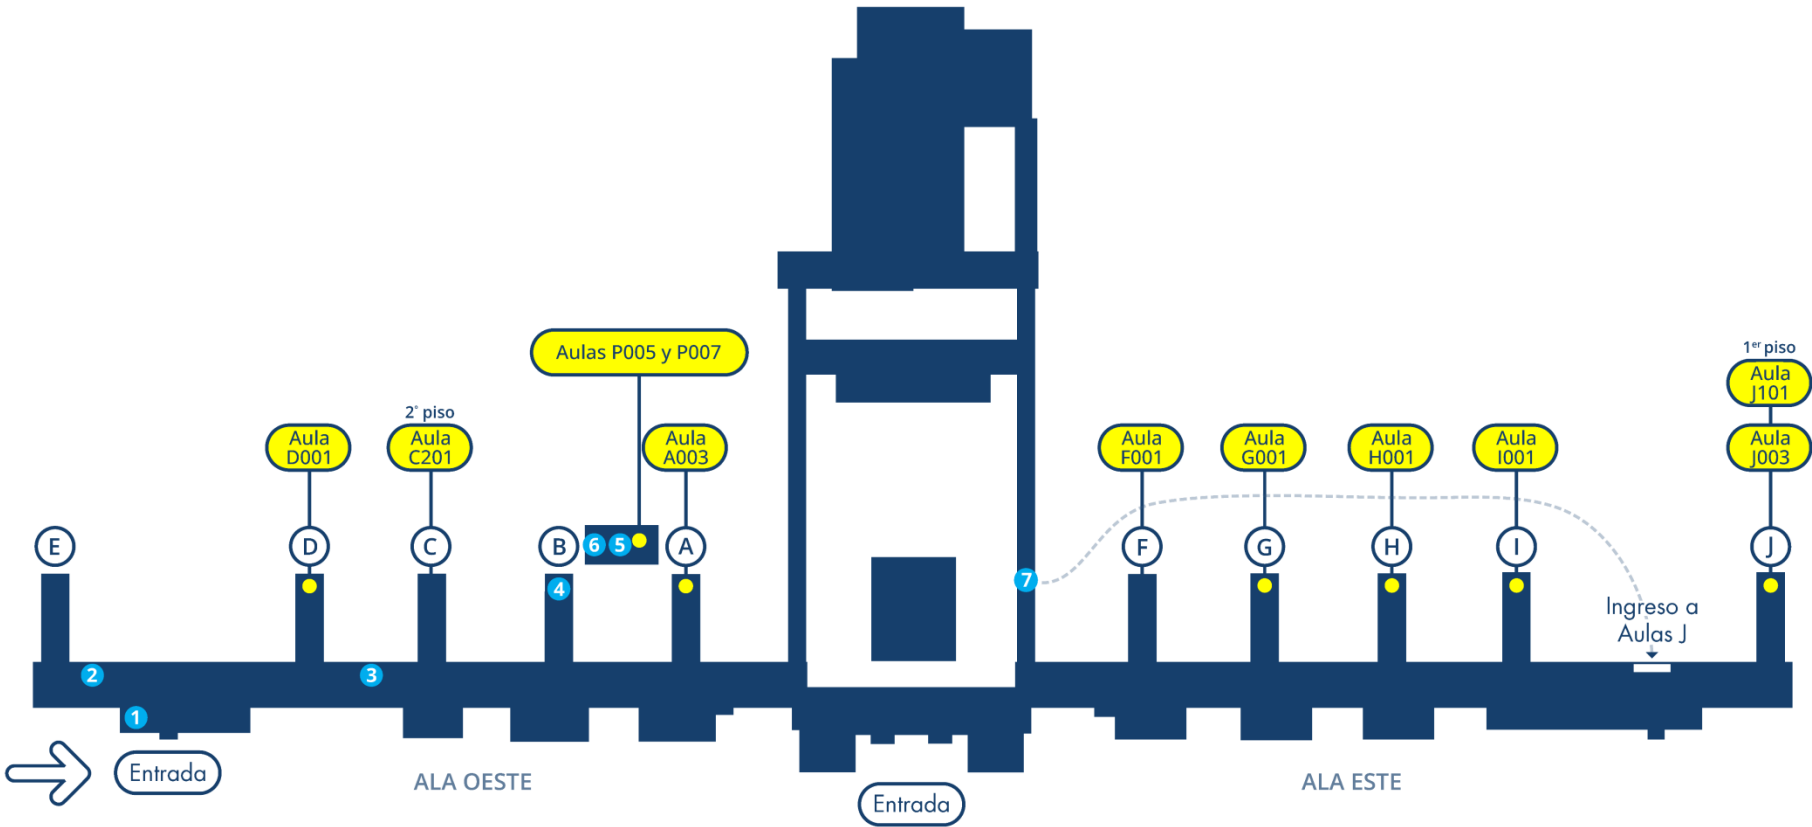 Aulas P005 y P007
1er piso
Aula
J101
2° piso
Aula
D001
Aula
C201
Aula
A003
Aula
F001
Aula
G001
Aula
H001
Aula
I001
Aula
J003
E
D
C
B
6
5
A
F
G
H
I
J
4
7
Ingreso a
Aulas J
2
3
1
Entrada
ALA OESTE
Entrada
ALA ESTE